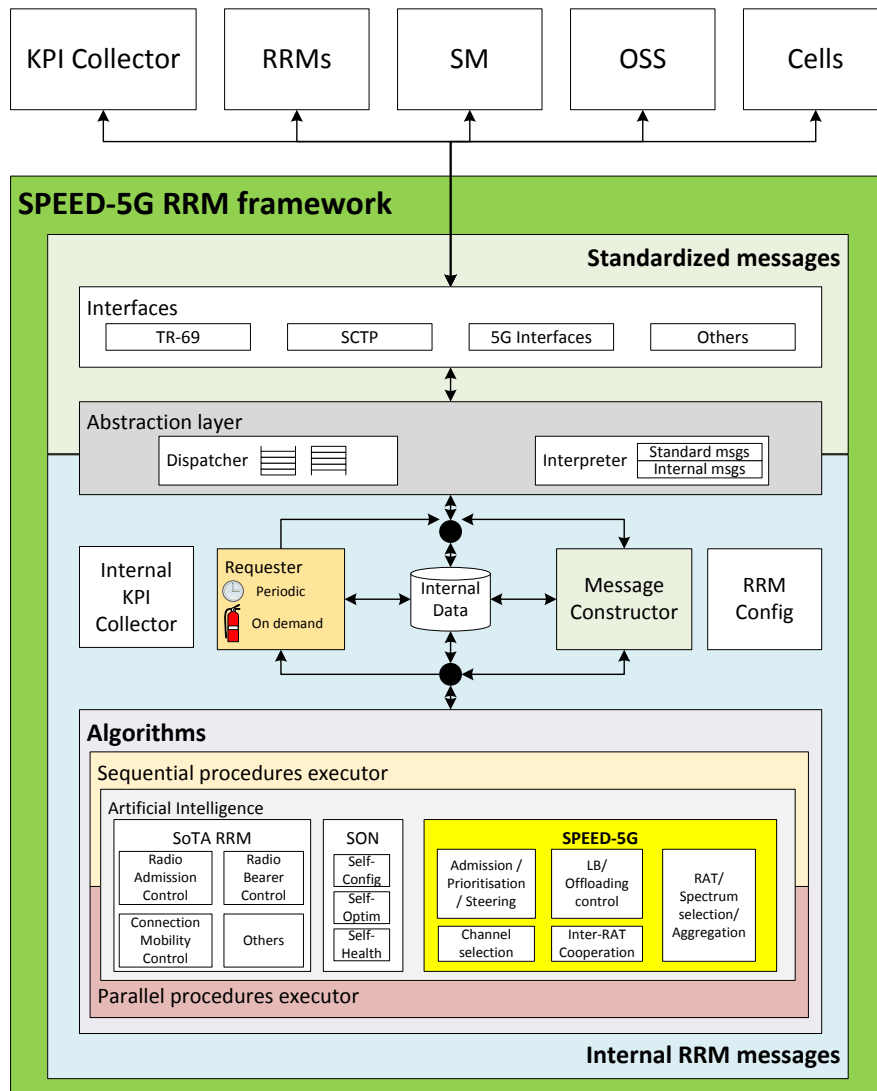 KPI Collector
RRMs
SM
OSS
Cells
SPEED-5G RRM framework
Standardized messages
Interfaces
TR-69
SCTP
5G Interfaces
Others
Abstraction layer
Dispatcher
Interpreter
Standard msgs
Internal msgs
Internal
KPI
Collector
Requester
Periodic
On demand
Internal
Data
Message
Constructor
RRM
Config
Algorithms
Sequential procedures executor
Artificial Intelligence
SoTA RRM
Radio
Admission
Control
Radio
Bearer
Control
Connection
Mobility
Control
Others
SON
Self-
Config
Self-
Optim
Self-
Health
SPEED-5G
Admission /
Prioritisation
/ Steering
LB/
Offloading
control
RAT/
Spectrum
selection/
Aggregation
Channel
selection
Inter-RAT
Cooperation
Parallel procedures executor
Internal RRM messages